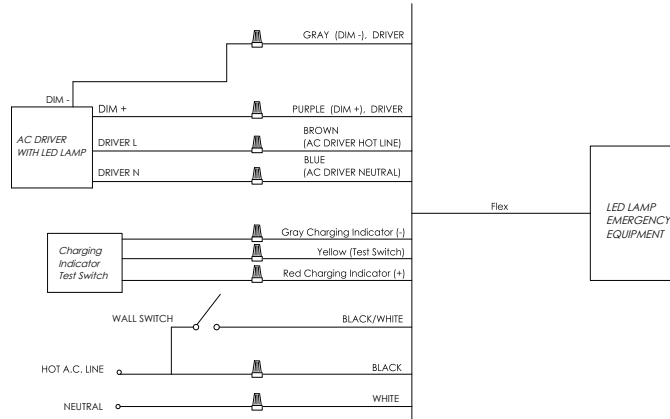 GRAY (DIM -), DRIVER
DIM -
DIM +
PURPLE (DIM +), DRIVER
AC DRIVER
WITH LED LAMP
DRIVER L
BROWN
(AC DRIVER HOT LINE)
DRIVER N
BLUE
(AC DRIVER NEUTRAL)
Flex
LED LAMP
EMERGENCY
EQUIPMENT
Charging
Indicator
Test Switch
Gray Charging Indicator (-)
Yellow (Test Switch)
Red Charging Indicator (+)
WALL SWITCH
BLACK/WHITE
HOT A.C. LINE
BLACK
NEUTRAL
WHITE